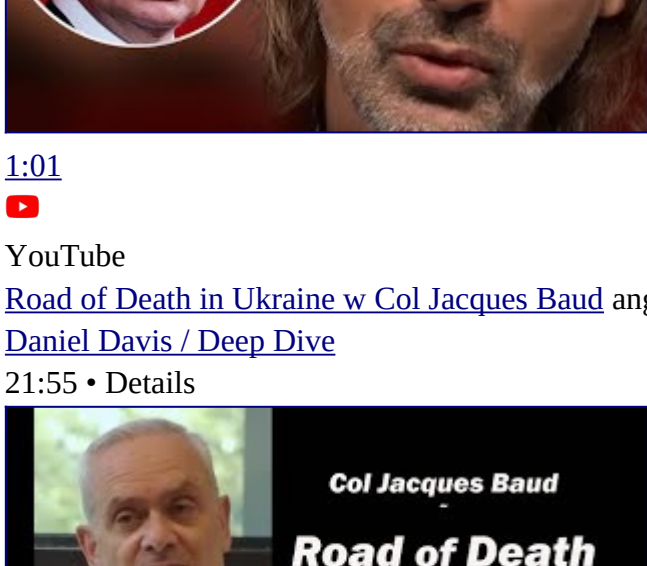 1:01
YouTube
Road of Death in Ukraine w Col Jacques Baud
Daniel Davis / Deep Dive
21:55 • Details
Col Jacques Baud
-
Road of Death